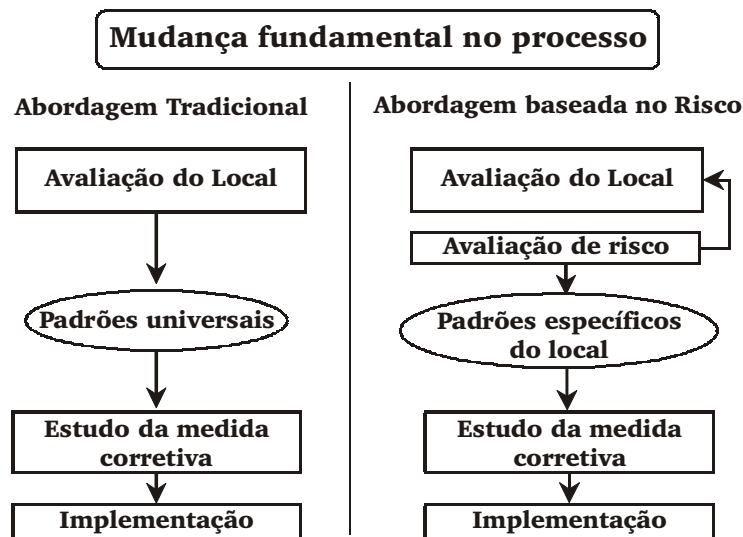 Mudança fundamental no processo
Abordagem Tradicional
Avaliação do Local
Padrões universais
Estudo da medida
corretiva
Implementação
Abordagem baseada no Risco
Avaliação do Local
Avaliação de risco
Padrões específicos
do local
Estudo da medida
corretiva
Implementação